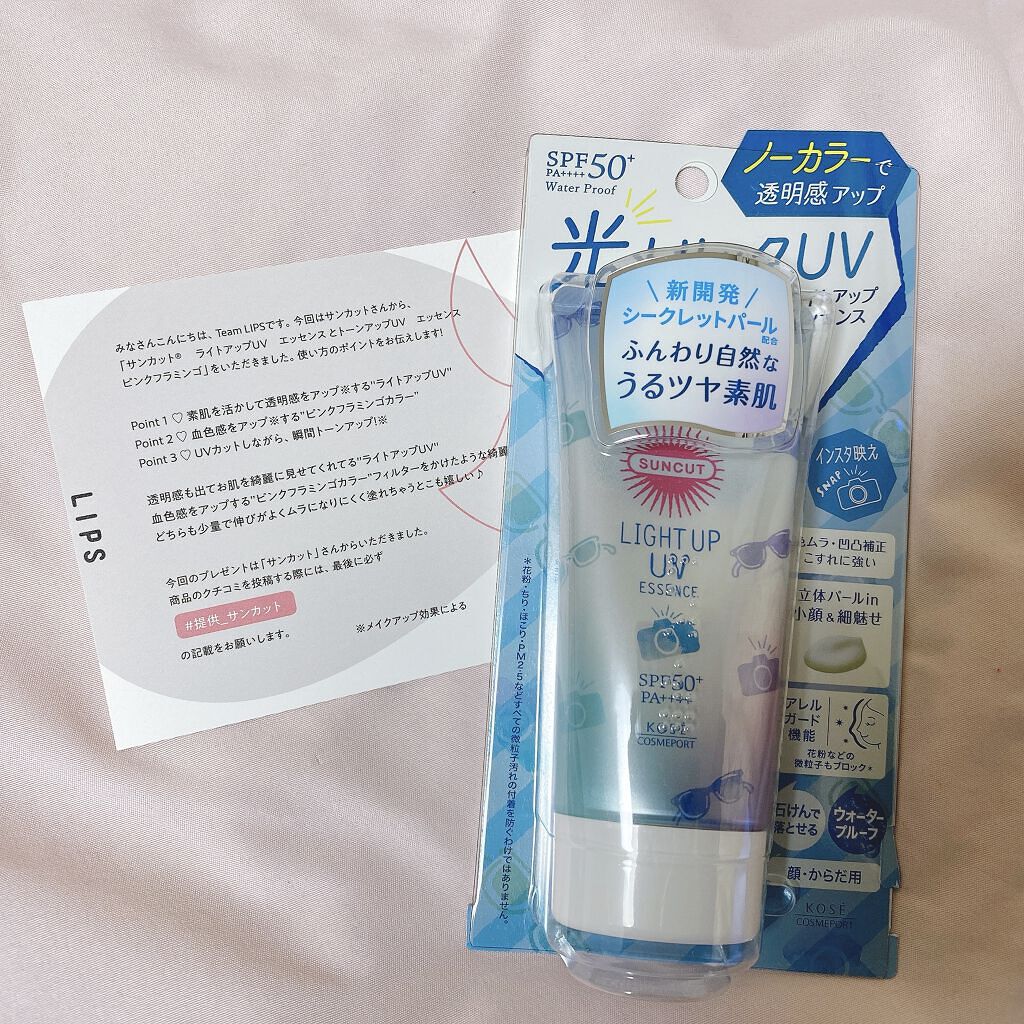 みなさんこんにちは、Team LIPSです。今回はサンカットさんから、
「サンカット® ライトアップUV エッセンス とトーンアップUV エッセンス
ピンクフラミンゴ」をいただきました。使い方のポイントをお伝えします!
Point 1 ♡ 素肌を活かして透明感をアップ※する"ライトアップUV"
Point 2 ♡ 血色感をアップ※する"ピンクフラミンゴカラー"
Point 3 ♡ UVカットしながら、瞬間トーンアップ!※
透明感も出てお肌を綺麗に見せてくれてる"ライトアップUV"
血色感をアップする"ピンクフラミンゴカラー"フィルターをかけたような綺麗
どちらも少量で伸びがよくムラになりにくく塗れちゃうとこも嬉しい♪
今回のプレゼントは「サンカット」さんからいただきました。
商品のクチコミを投稿する際には、最後に必ず
#提供_サンカット
の記載をお願いします。
※メイクアップ効果による
LIPS
SPF50+
PA++++
Water Proof
ノーカラーで
透明感アップ
光
UV
アップ
\ 新開発 /
シークレットパール
配合
ふんわり自然な
うるツヤ素肌
SUNCUT
LIGHT UP
UV
ESSENCE
SPF50+
PA++++
KOSÉ
COSMEPORT
インスタ映え
SNAP
色ムラ・凹凸補正
こすれに強い
立体パールin
小顔&細魅せ
アレル
ガード
機能
花粉などの
微粒子もブロック*
石けんで
落とせる
ウォーター
プルーフ
顔・からだ用
KOSÉ
COSMEPORT
*花粉・ちり・ほこり・PM2.5などすべての微粒子汚れの付着を防ぐわけではありません。